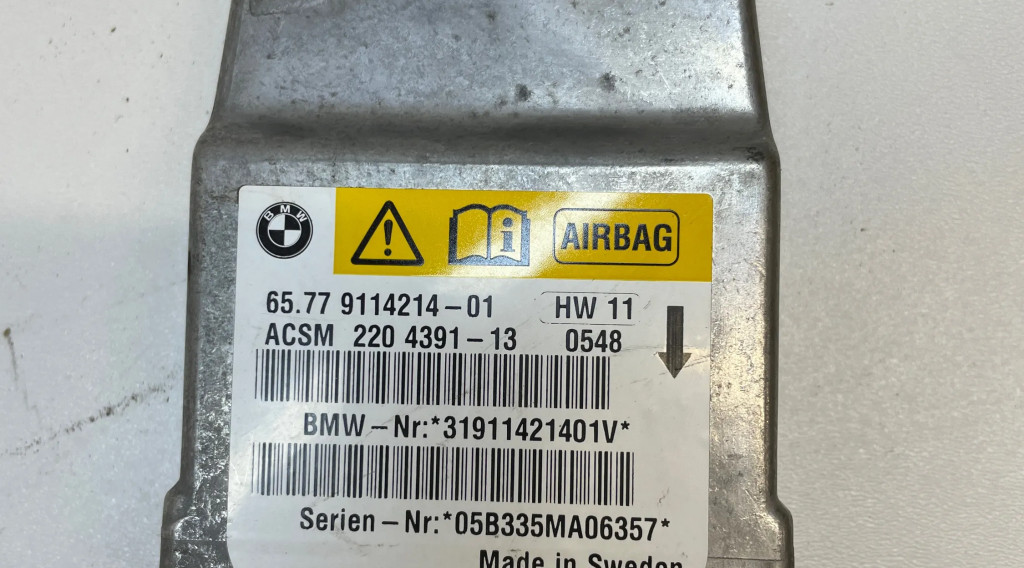 BMW
i
AIRBAG
65.77 9114214-01 HW 11
ACSM 220 4391-13 0548
BMW-Nr:*31911421401V*
Serien-Nr:*05B335MA06357*
Made in Sweden